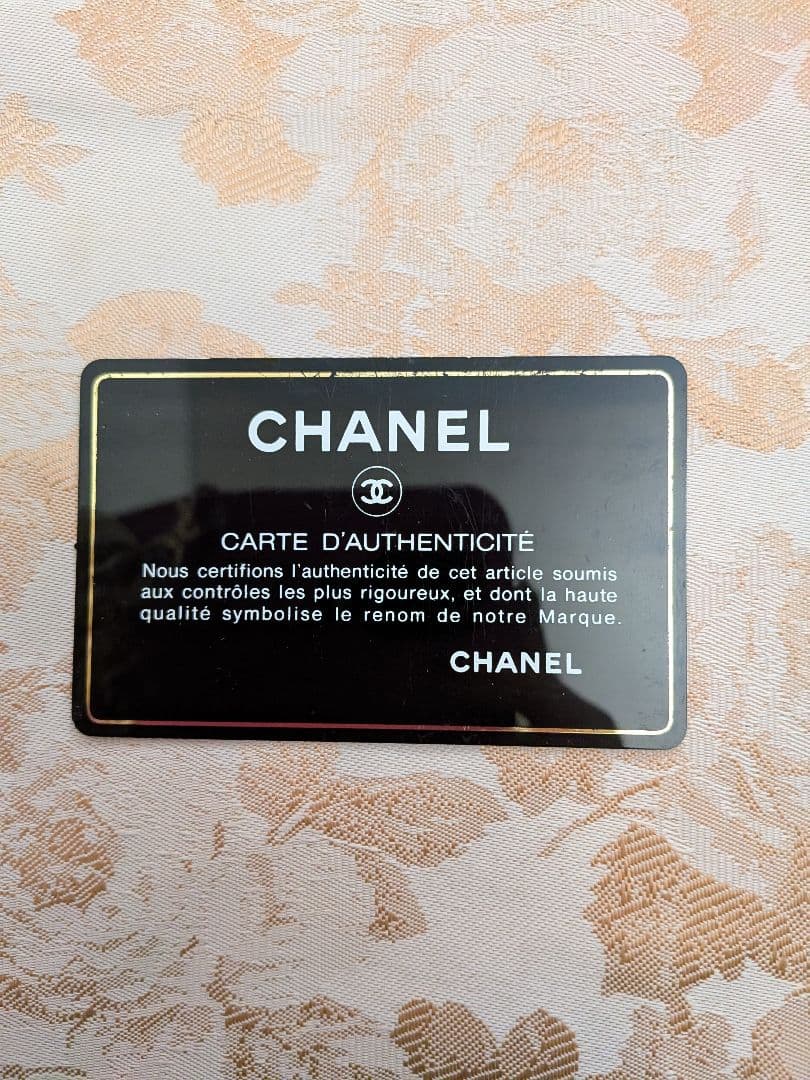 CHANEL
CARTE D'AUTHENTICITÉ
Nous certifions l'authenticité de cet article soumis
aux contrôles les plus rigoureux, et dont la haute
qualité symbolise le renom de notre Marque.
CHANEL